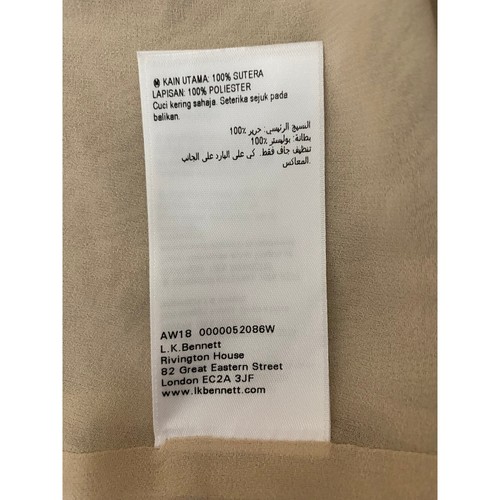 KAIN UTAMA: 100% SUTERA
LAPISAN: 100% POLIESTER
Cuci kering sahaja. Seterika sejuk pada
balikan.
النسيج الرئيسي: حرير 100٪
بطانة: بوليستر 100٪
تنظيف جاف فقط. كي على البارد على الجانب
المعاكس.
AW18 0000052086W
L.K.Bennett
Rivington House
82 Great Eastern Street
London EC2A 3JF
www.lkbennett.com